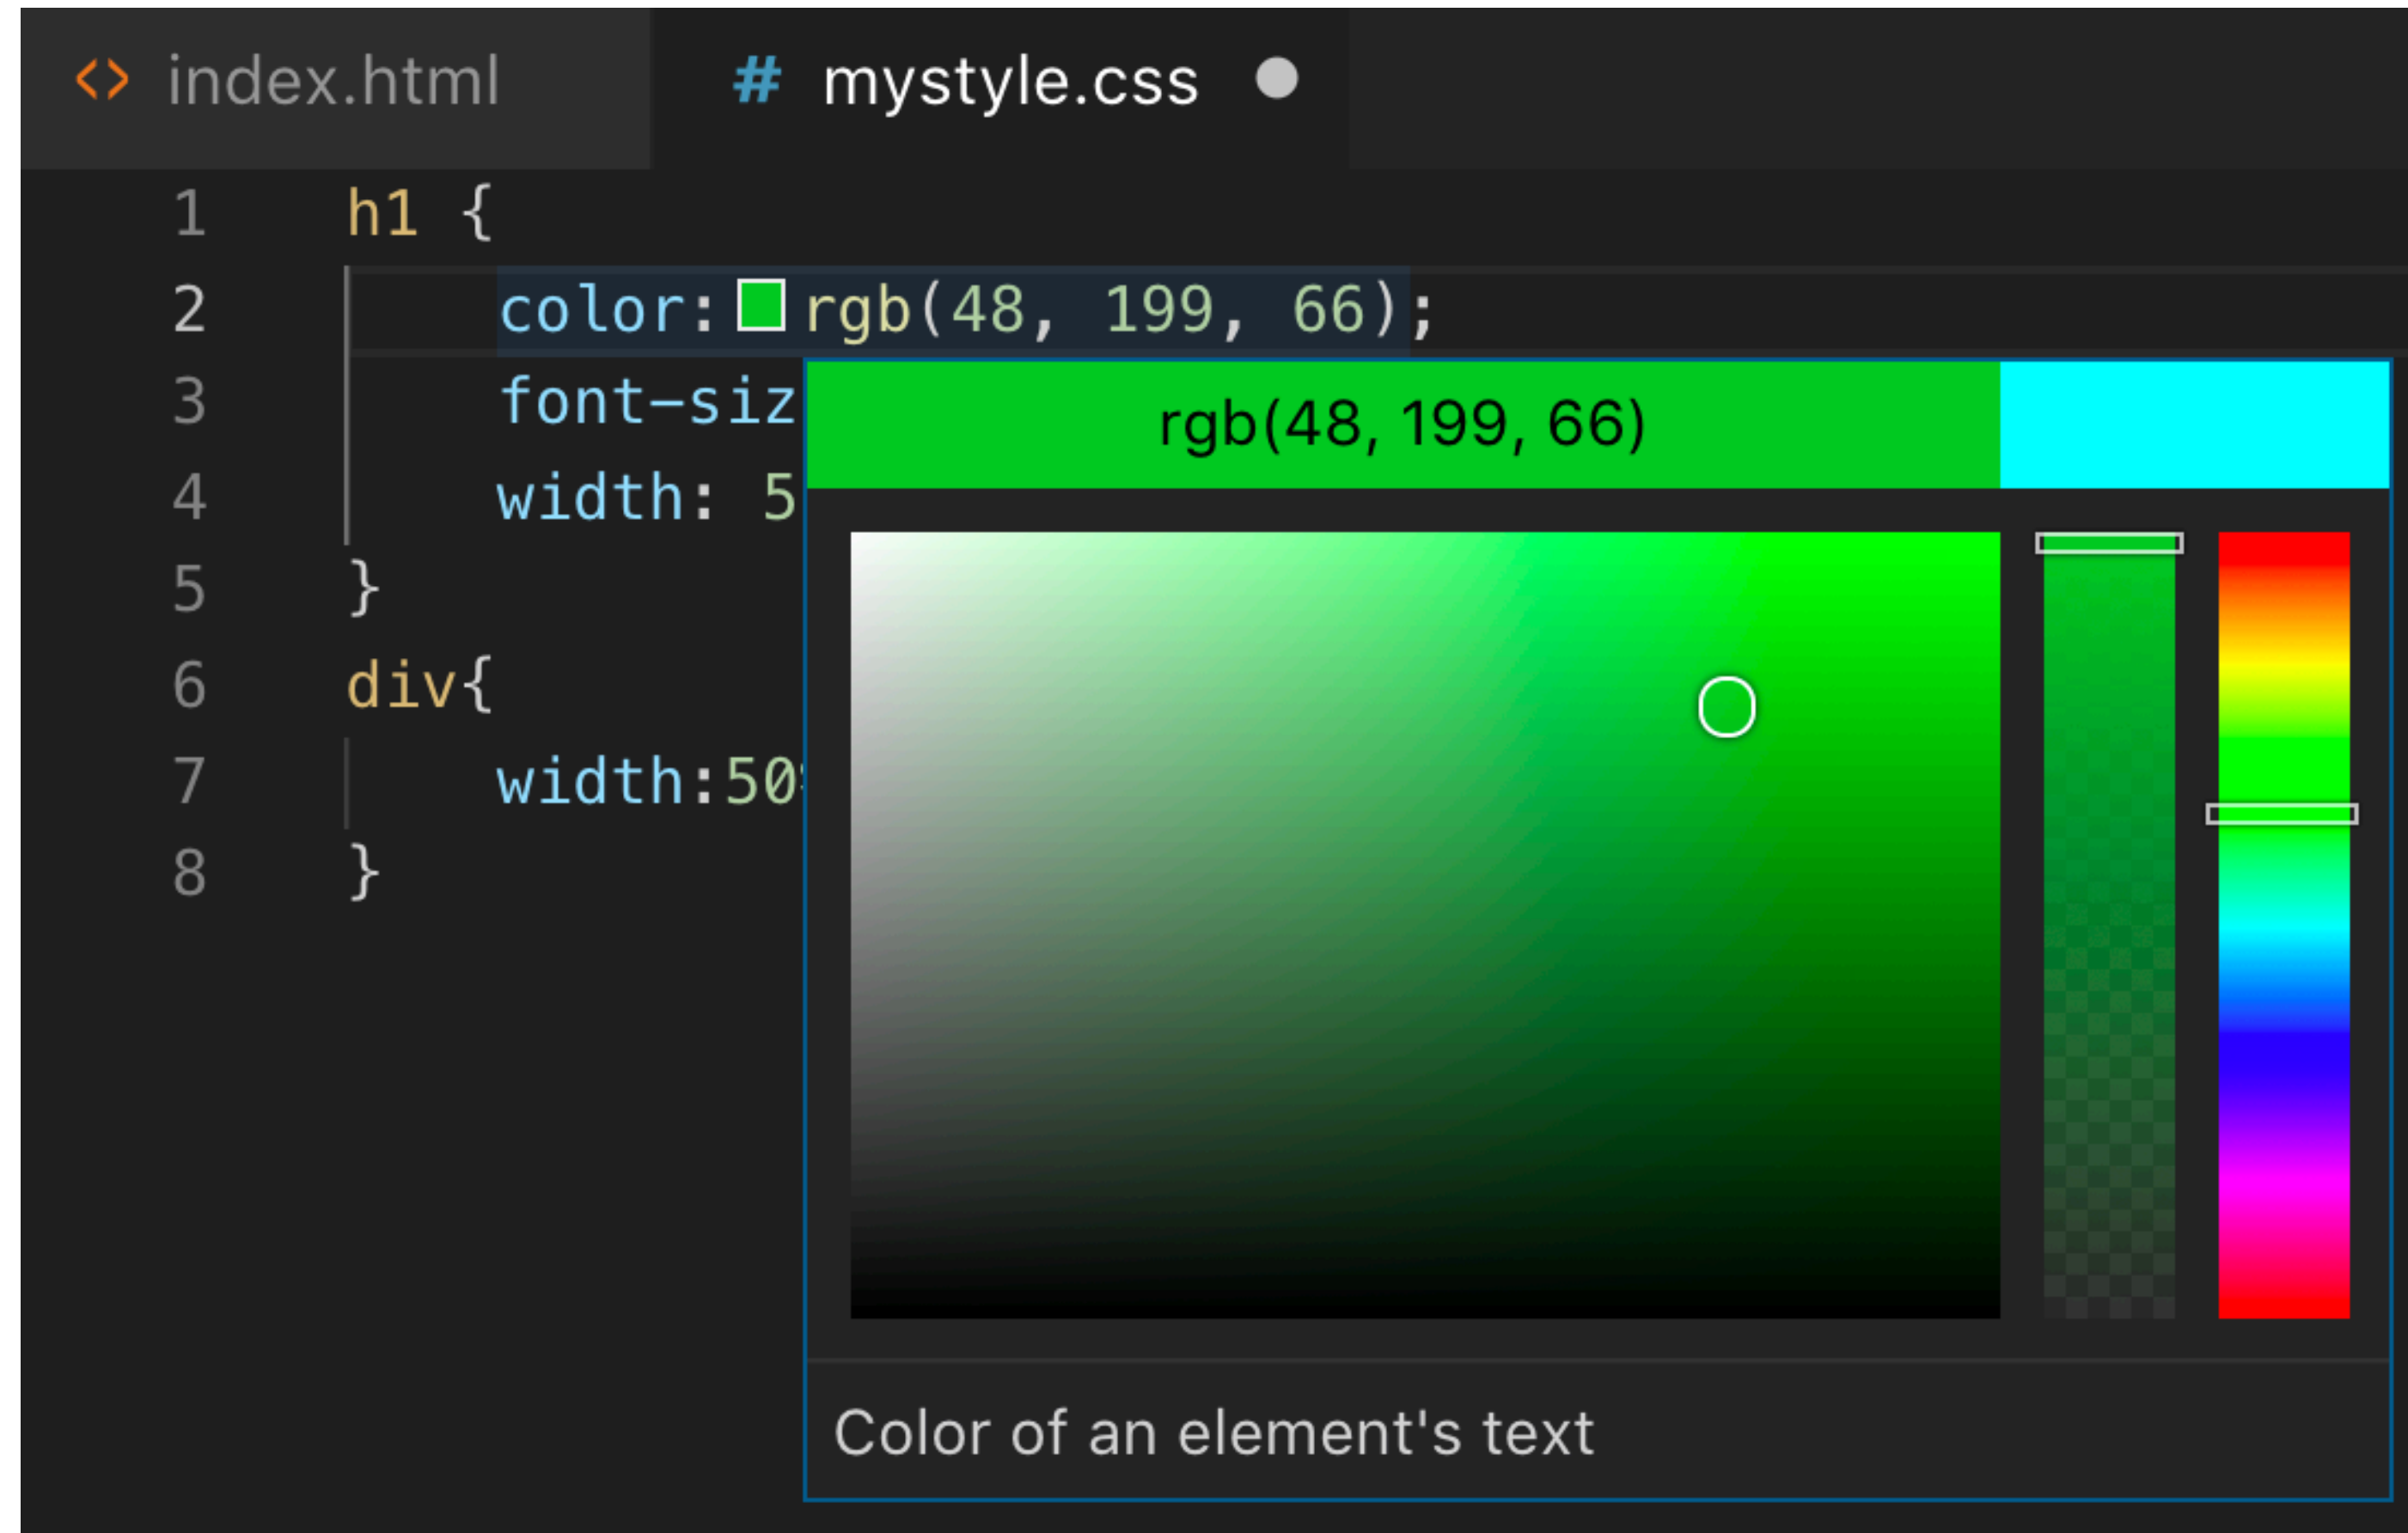 <> index.html # mystyle.css
1 h1 {
2 color: rgb(48, 199, 66);
3 font-siz
4 width: 5
5 }
6 div{
7 width:50
8 }
rgb(48, 199, 66)
Color of an element's text